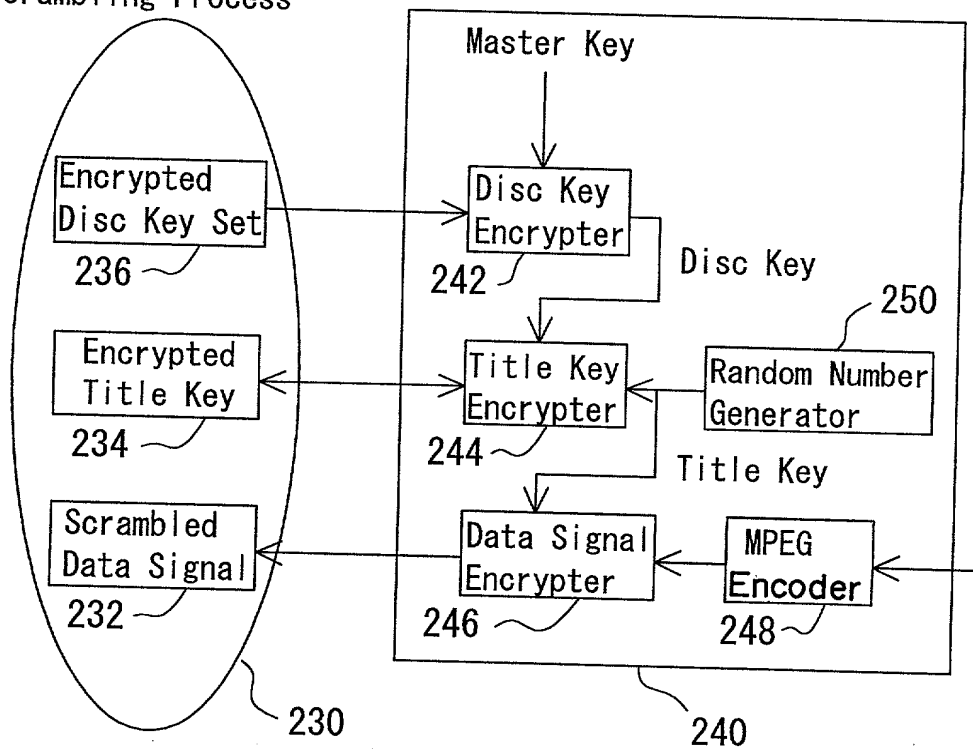 Master Key
Encrypted
Disc Key Set
236
Disc Key
Encrypter
242
Disc Key
250
Encrypted
Title Key
234
Title Key
Encrypter
244
Random Number
Generator
Title Key
Scrambled
Data Signal
232
Data Signal
Encrypter
246
MPEG
Encoder
248
230
240